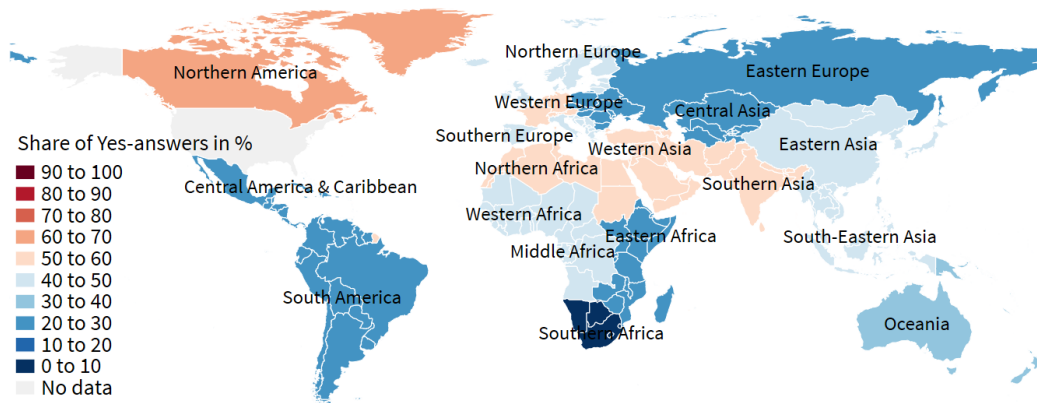 Northern Europe
Northern America
Eastern Europe
Western Europe
Central Asia
Southern Europe
Share of Yes-answers in %
Western Asia
Eastern Asia
90 to 100
Northern Africa
80 to 90
Central America & Caribbean
Southern Asia
70 to 80
60 to 70
Western Africa
50 to 60
Eastern Africa
South-Eastern Asia
40 to 50
Middle Africa
30 to 40
South America
20 to 30
Oceania
10 to 20
Southern Africa
0 to 10
No data